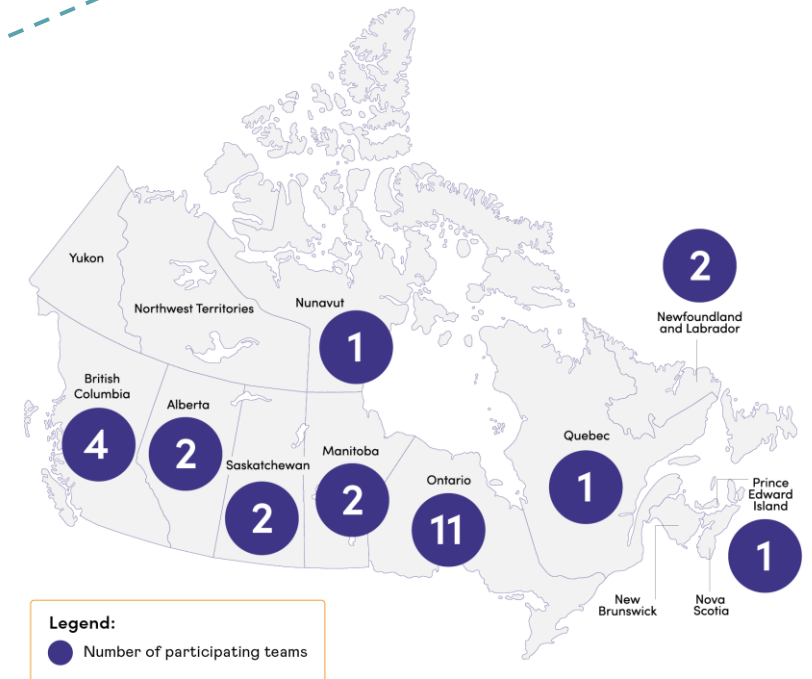 2
Newfoundland
and Labrador
Yukon
Northwest Territories
Nunavut
1
British
Columbia
4
Alberta
2
Saskatchewan
2
Manitoba
2
Ontario
11
Quebec
1
Prince
Edward
Island
1
New
Brunswick
Nova
Scotia
Legend:
Number of participating teams